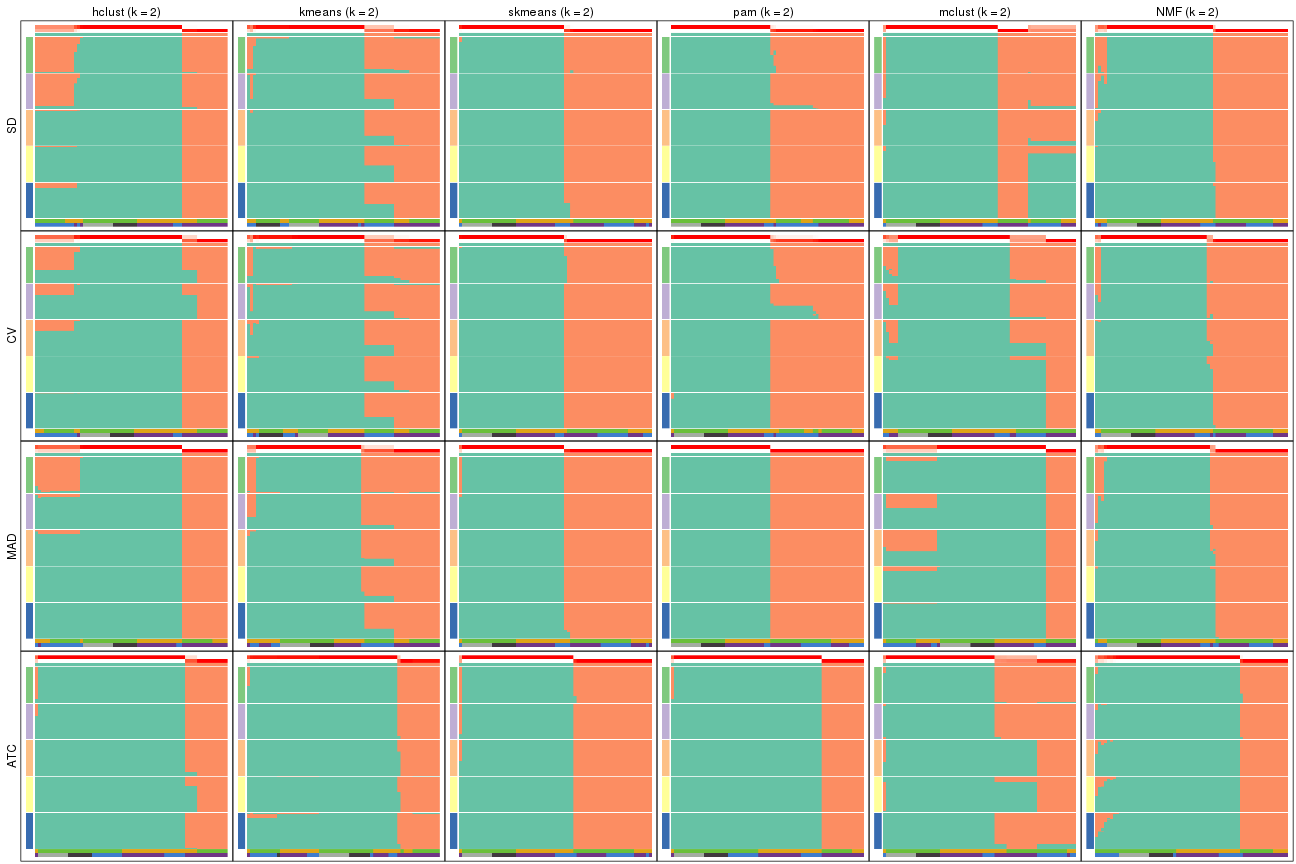 hclust (k = 2) kmeans (k = 2) skmeans (k = 2) pam (k = 2) mclust (k = 2) NMF (k = 2)
SD
CV
MAD
ATC